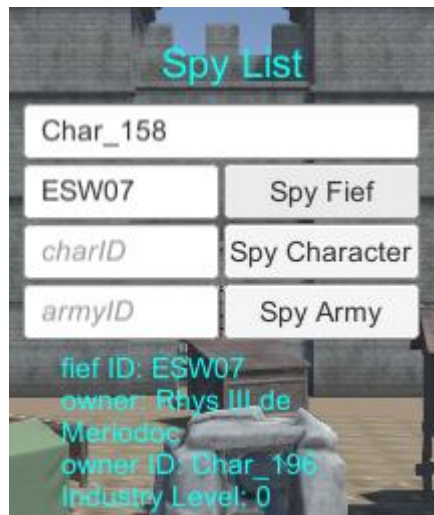 Spy List
Char_158
ESW07
Spy Fief
charID
Spy Character
armyID
Spy Army
fief ID: ESW07
owner: Rhys III de
Meriodoc
owner ID: Char_196
Industry Level: 0